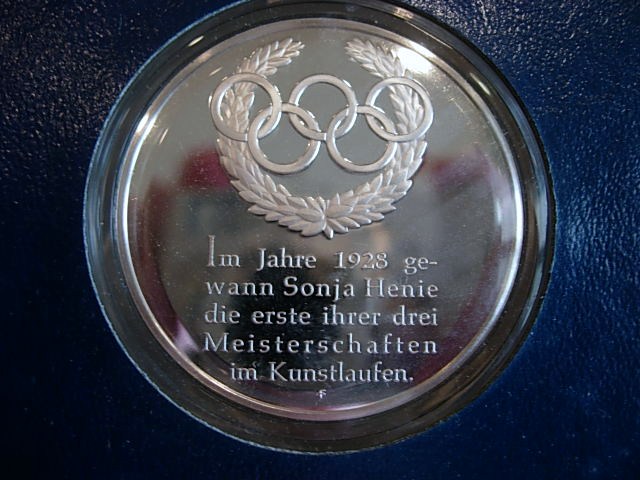 Im Jahre 1928 ge-
wann Sonja Henie
die erste ihrer drei
Meisterschaften
im Kunstlaufen.
F